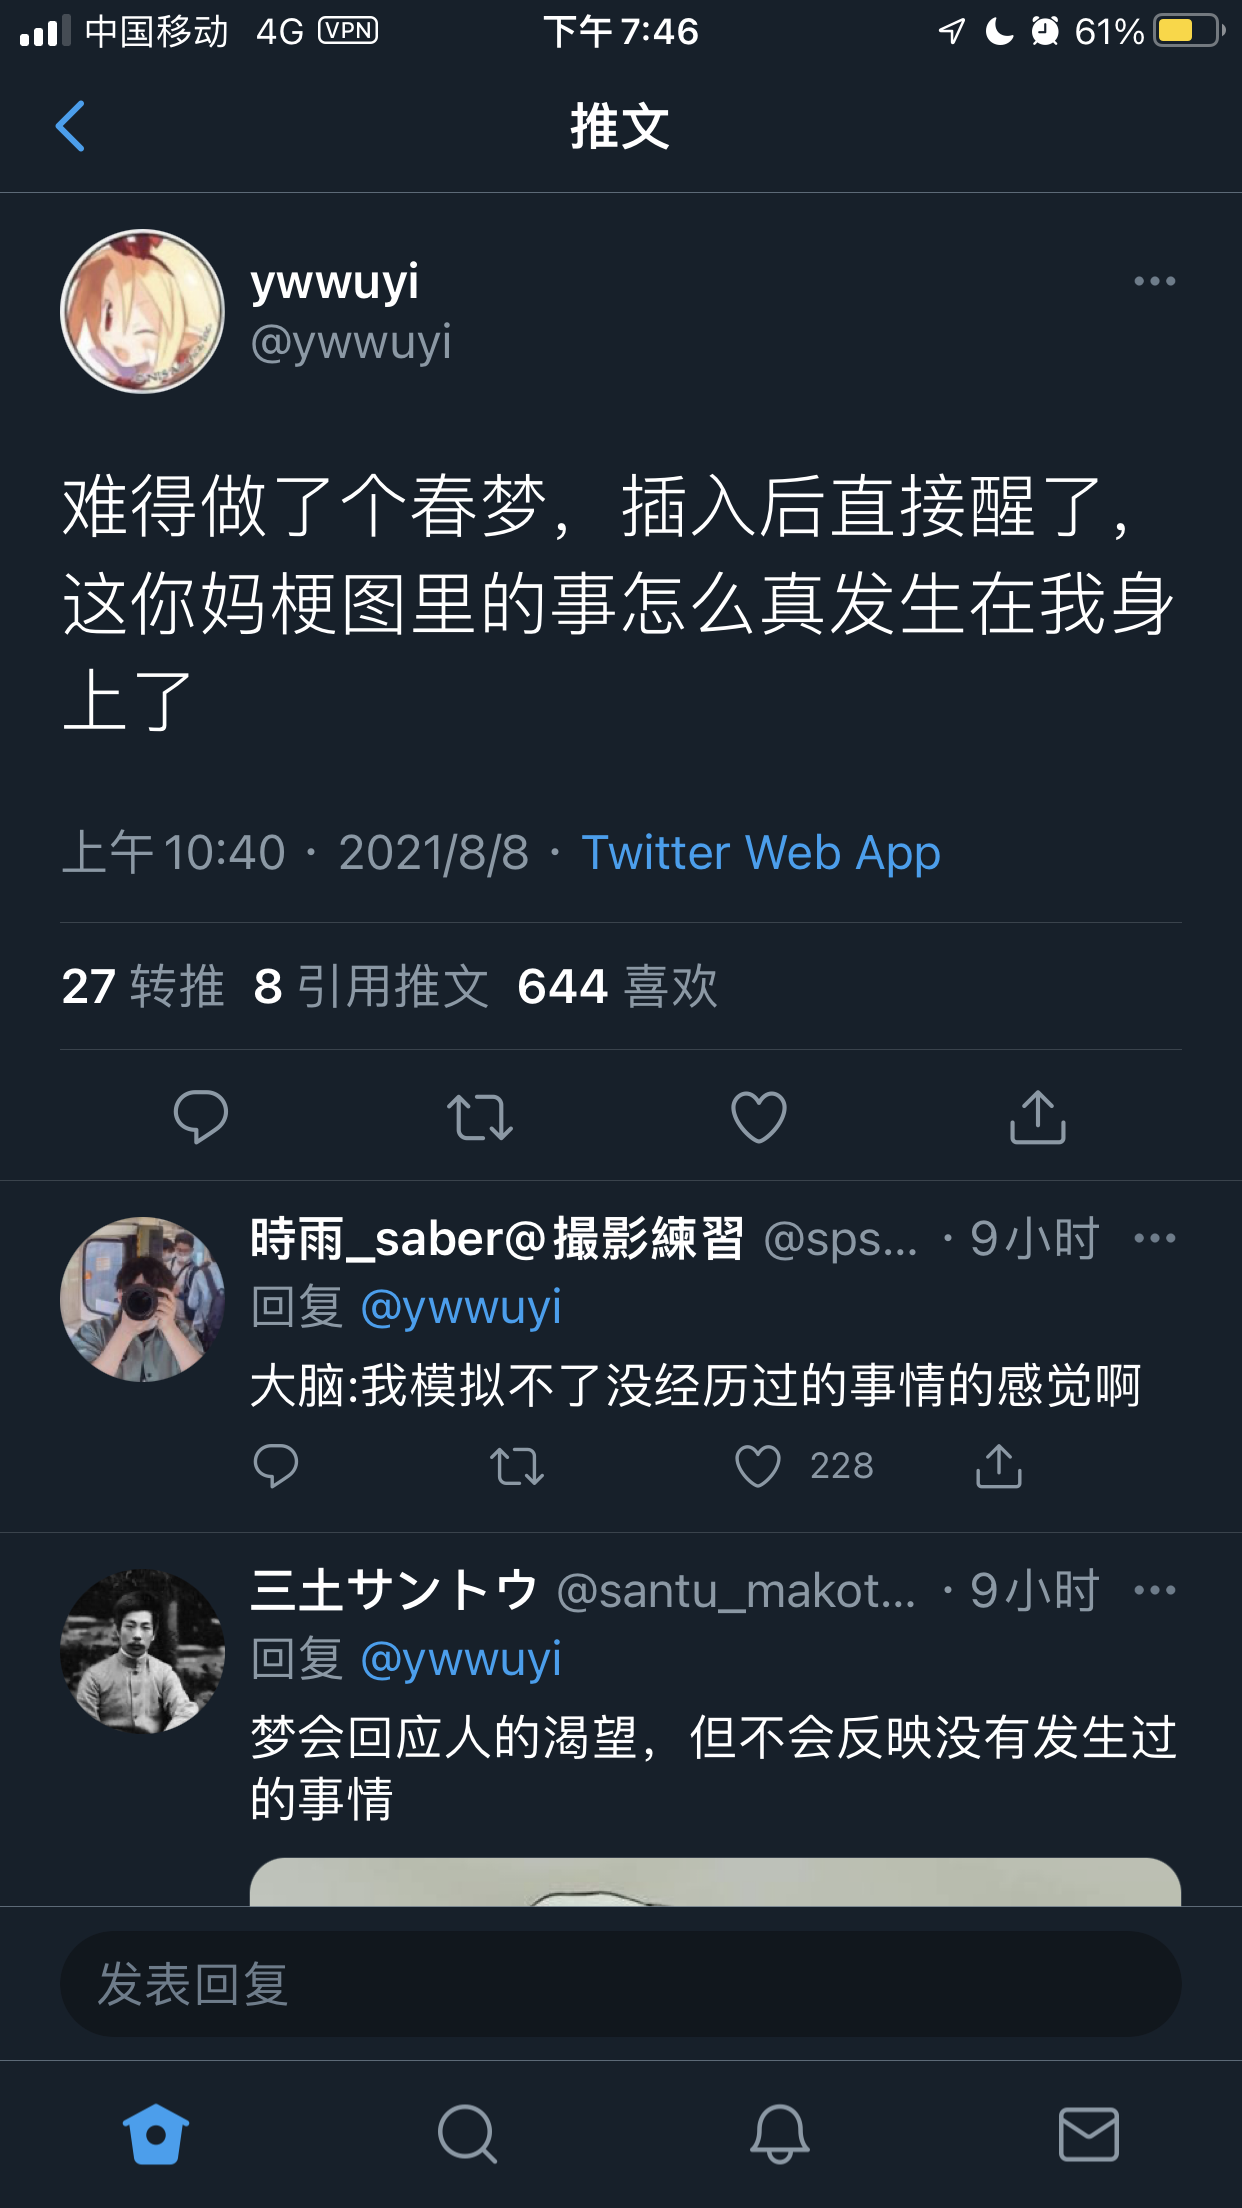 中国移动 4G VPN 下午7:46 61%
推文
ywwuyi
@ywwuyi
难得做了个春梦，插入后直接醒了，
这你妈梗图里的事怎么真发生在我身
上了
上午10:40 · 2021/8/8 · Twitter Web App
27 转推 8 引用推文 644 喜欢
時雨_saber@撮影練習 @sps... · 9小时
回复 @ywwuyi
大脑:我模拟不了没经历过的事情的感觉啊
228
三土サントウ @santu_makot... · 9小时
回复 @ywwuyi
梦会回应人的渴望，但不会反映没有发生过
的事情
发表回复